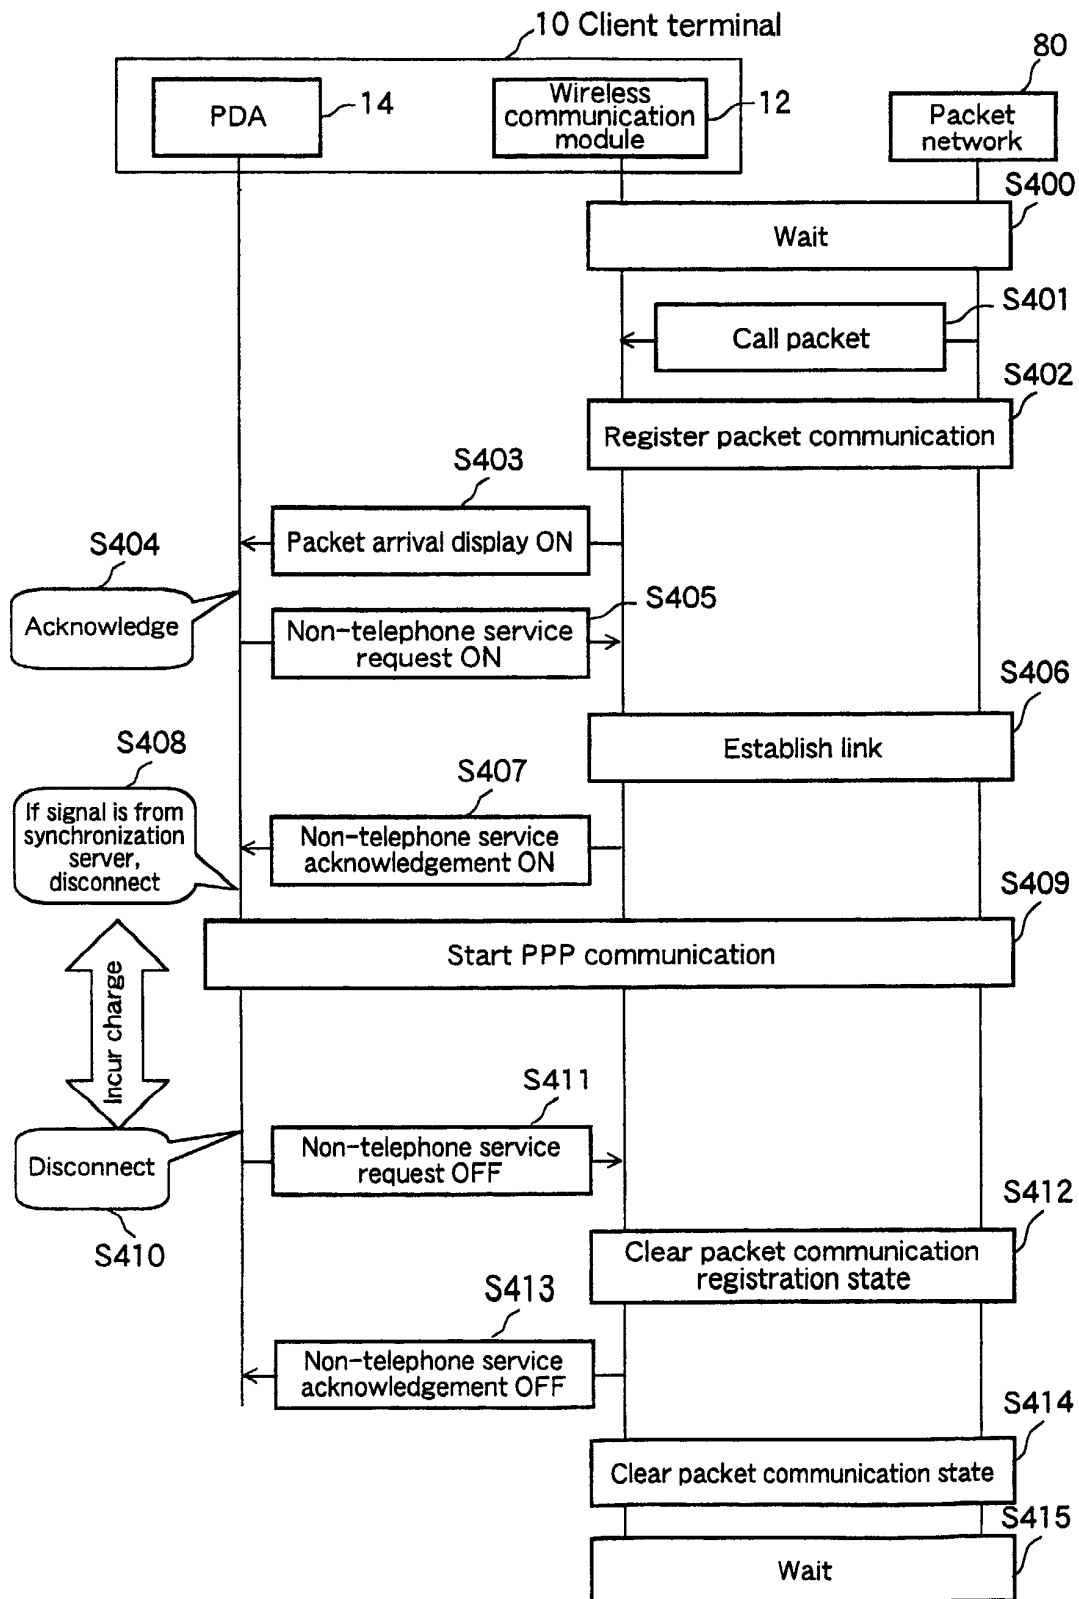 10 Client terminal
80
PDA
14
Wireless
communication
module
12
Packet
network
S400
Wait
S401
Call packet
S402
Register packet communication
S403
Packet arrival display ON
S404
Acknowledge
S405
Non-telephone service
request ON
S406
Establish link
S408
If signal is from
synchronization
server,
disconnect
S407
Non-telephone service
acknowledgement ON
S409
Start PPP communication
Incur charge
S411
Non-telephone service
request OFF
Disconnect
S410
S412
Clear packet communication
registration state
S413
Non-telephone service
acknowledgement OFF
S414
Clear packet communication state
S415
Wait